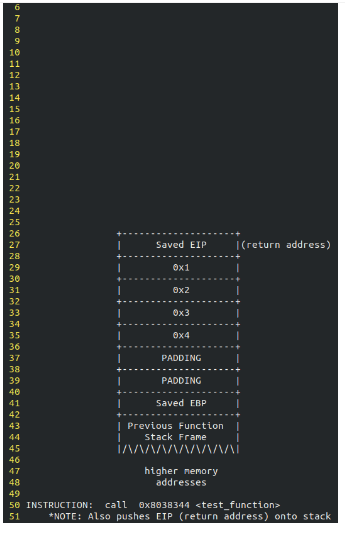 6
7
8
9
10
11
12
13
14
15
16
17
18
19
20
21
22
23
24
25
26 +--------------------+
27 |      Saved EIP     |(return address)
28 +--------------------+
29 |         0x1        |
30 +--------------------+
31 |         0x2        |
32 +--------------------+
33 |         0x3        |
34 +--------------------+
35 |         0x4        |
36 +--------------------+
37 |       PADDING      |
38 +--------------------+
39 |       PADDING      |
40 +--------------------+
41 |      Saved EBP     |
42 +--------------------+
43 | Previous Function  |
44 |    Stack Frame     |
45 |/\/\/\/\/\/\/\/\/\/\|
46
47 higher memory
48 addresses
49
50 INSTRUCTION:  call  0x8038344 <test_function>
51     *NOTE: Also pushes EIP (return address) onto stack